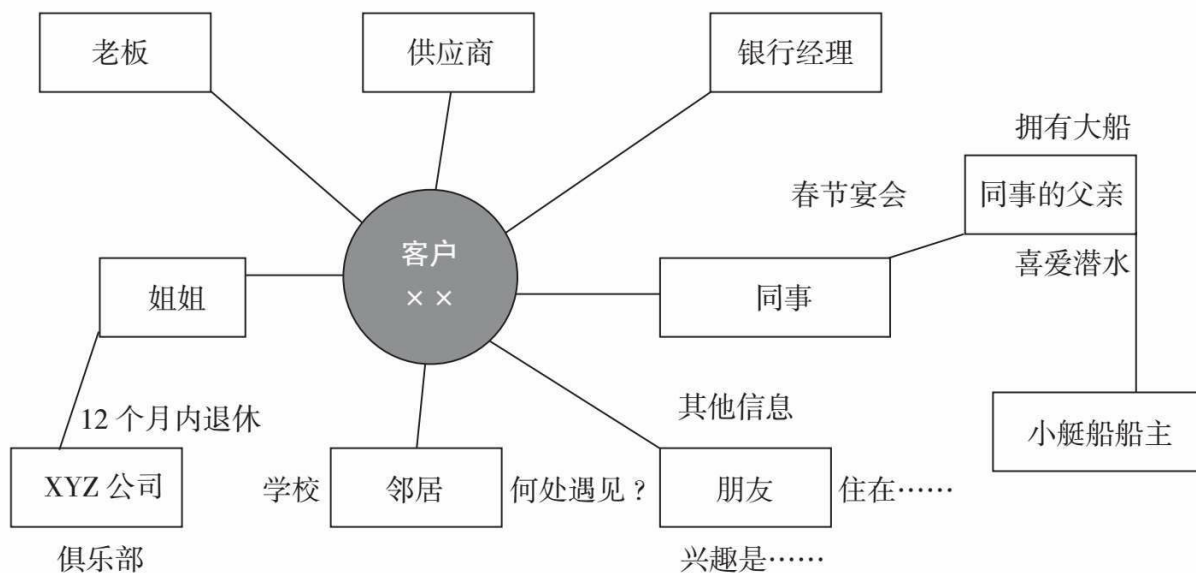 老板
供应商
银行经理
拥有大船
春节宴会
同事的父亲
喜爱潜水
客户
× ×
姐姐
同事
12 个月内退休
其他信息
小艇船船主
XYZ 公司
学校
邻居
何处遇见？
朋友
住在……
俱乐部
兴趣是……